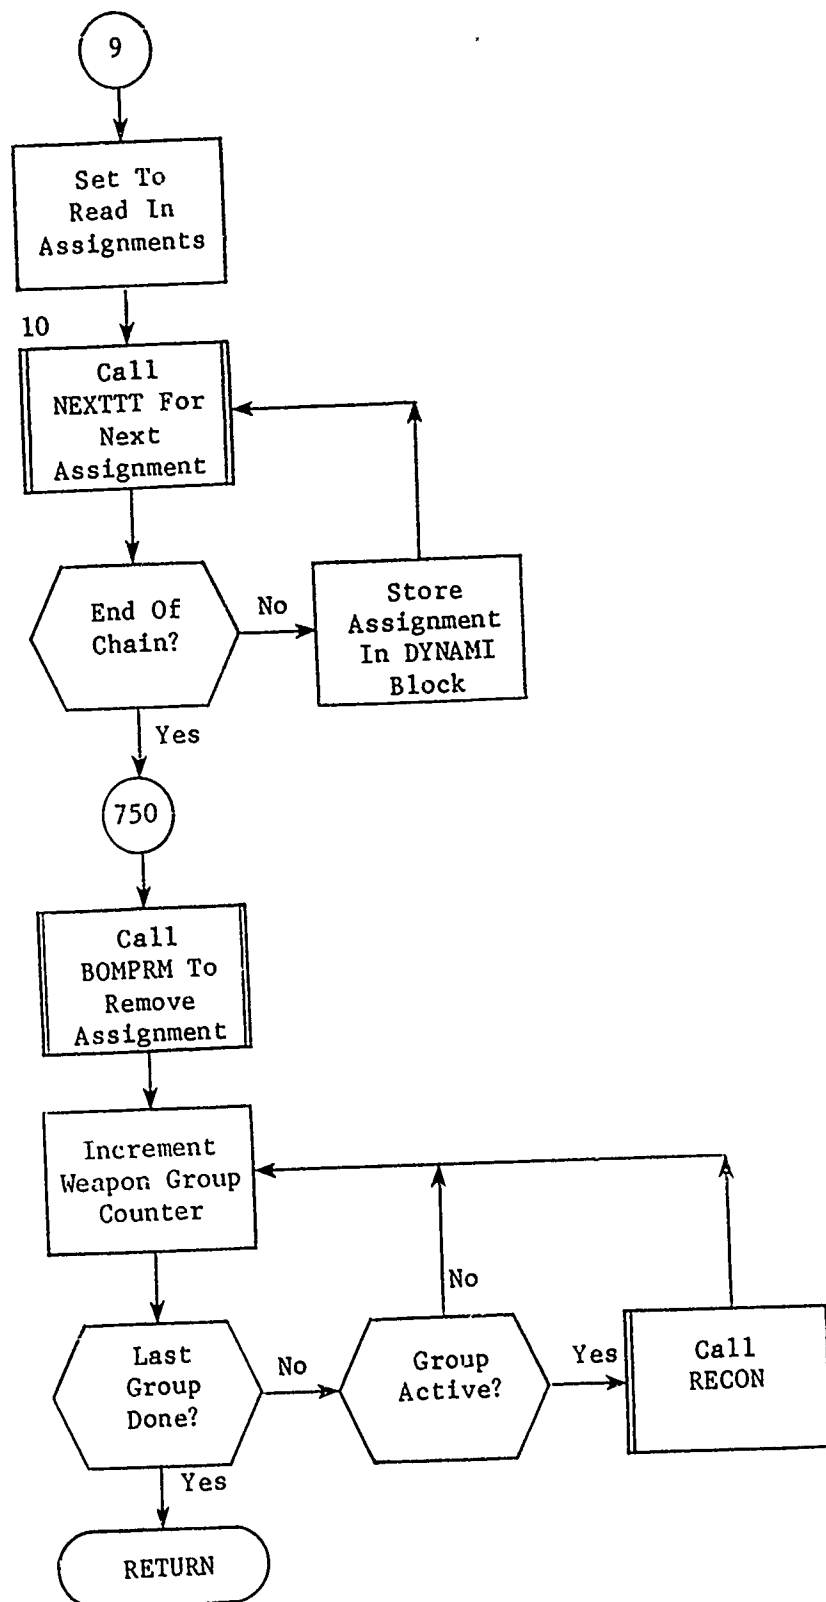 9
Set To
Read In
Assignments
10
Call
NEXTTT For
Next
Assignment
End Of
Chain?
No
Store
Assignment
In DYNAMI
Block
Yes
750
Call
BOMPRM To
Remove
Assignment
Increment
Weapon Group
Counter
No
Last
Group
Done?
No
Group
Active?
Yes
Call
RECON
Yes
RETURN